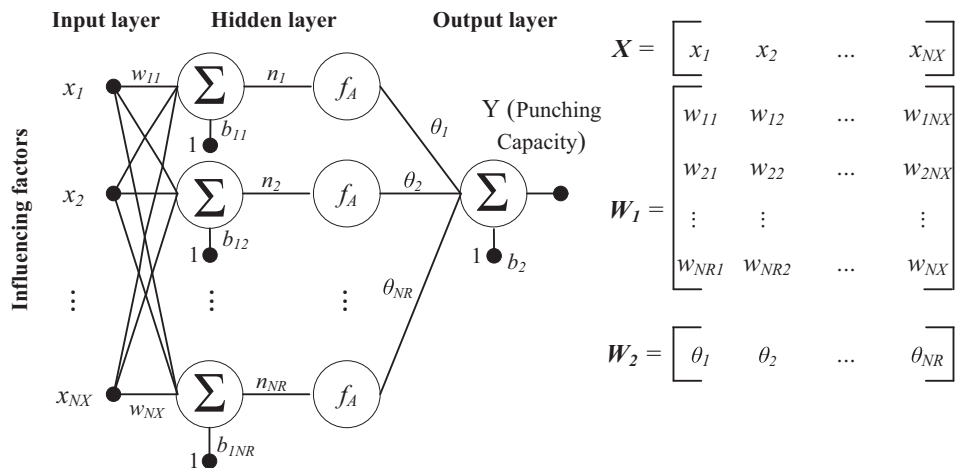 Input layer Hidden layer Output layer
Influencing factors
x1 w11 Σ n1 fA θ1
1 b11
x2 Σ n2 fA θ2
1 b12
⋮ ⋮ ⋮ θNR
xNX wNX Σ nNR fA
1 b1NR
Y (Punching
Capacity)
Σ
1 b2
X = x1 x2 ... xNX
W1 =
w11 w12 ... w1NX
w21 w22 ... w2NX
⋮ ⋮ ⋮
wNR1 wNR2 ... wNX
W2 = θ1 θ2 ... θNR